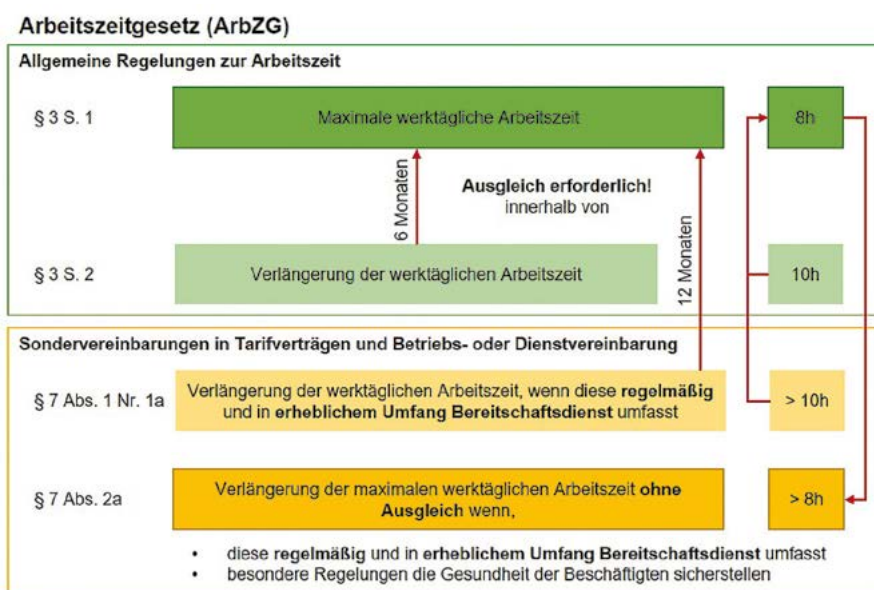 Arbeitszeitgesetz (ArbZG)
Allgemeine Regelungen zur Arbeitszeit
§ 3 S. 1
Maximale werktägliche Arbeitszeit
8h
6 Monaten
Ausgleich erforderlich!
innerhalb von
12 Monaten
§ 3 S. 2
Verlängerung der werktäglichen Arbeitszeit
10h
Sondervereinbarungen in Tarifverträgen und Betriebs- oder Dienstvereinbarung
§ 7 Abs. 1 Nr. 1a
Verlängerung der werktäglichen Arbeitszeit, wenn diese regelmäßig
und in erheblichem Umfang Bereitschaftsdienst umfasst
> 10h
§ 7 Abs. 2a
Verlängerung der maximalen werktäglichen Arbeitszeit ohne
Ausgleich wenn,
> 8h
• diese regelmäßig und in erheblichem Umfang Bereitschaftsdienst umfasst
• besondere Regelungen die Gesundheit der Beschäftigten sicherstellen